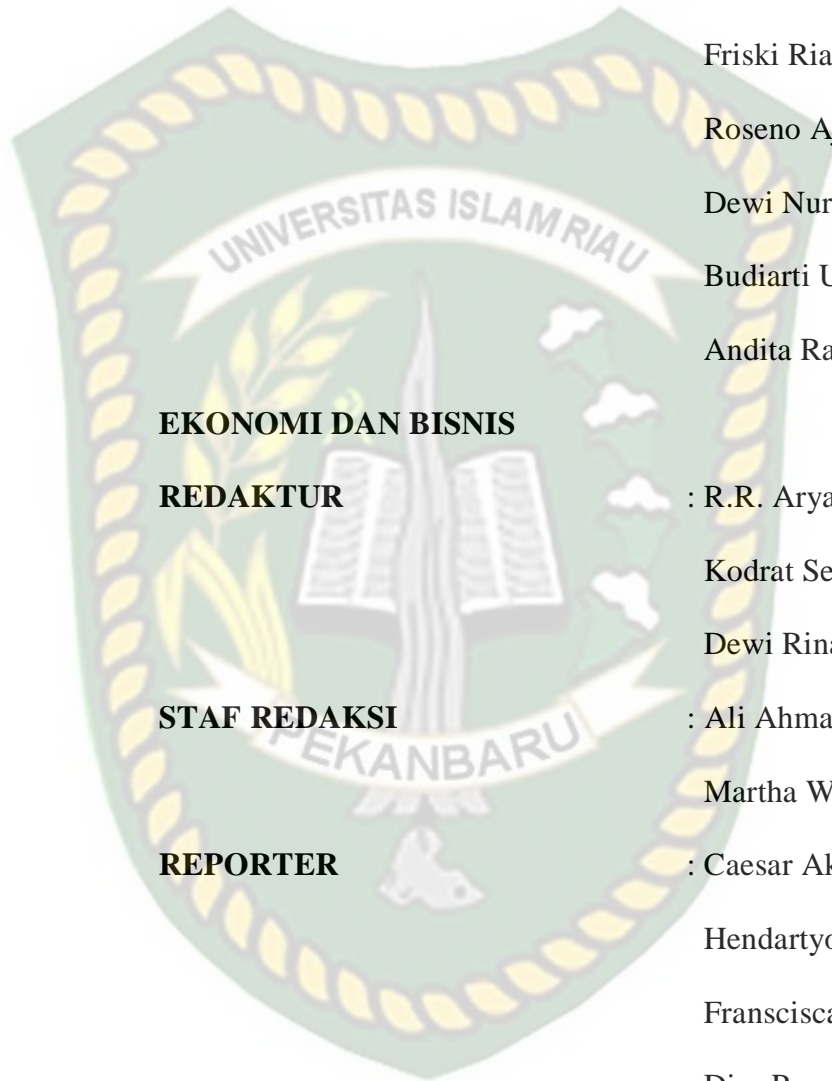 Friski Ria
Roseno A
Dewi Nur
UNIVERSITAS ISLAM RIAU
Budiarti U
Andita Ra
EKONOMI DAN BISNIS
REDAKTUR : R.R. Arya
Kodrat Se
Dewi Rina
STAF REDAKSI : Ali Ahma
PEKANBARU
Martha W
REPORTER : Caesar Ak
Hendartyo
Franscisca